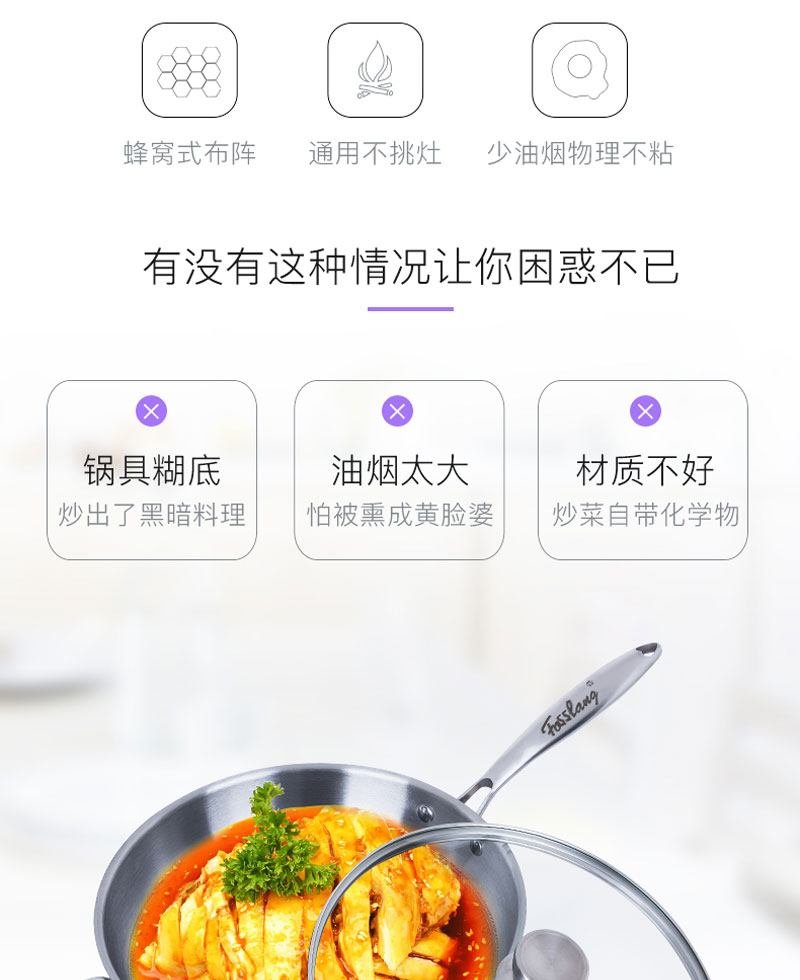 蜂窝式布阵 通用不挑灶 少油烟物理不粘
有没有这种情况让你困惑不已
锅具糊底 油烟太大 材质不好
炒出了黑暗料理 怕被熏成黄脸婆 炒菜自带化学物
Fasslang